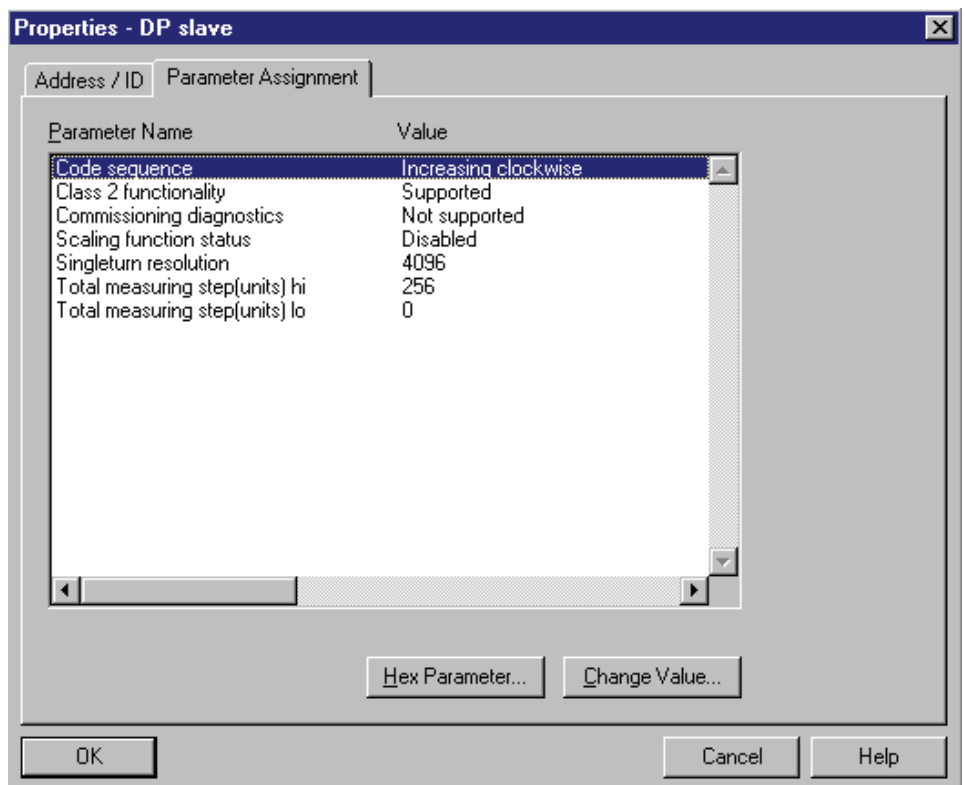 Properties - DP slave
Address / ID Parameter Assignment
Parameter Name Value
Code sequence Increasing clockwise
Class 2 functionality Supported
Commissioning diagnostics Not supported
Scaling function status Disabled
Singleturn resolution 4096
Total measuring step(units) hi 256
Total measuring step(units) lo 0
Hex Parameter... Change Value...
OK Cancel Help